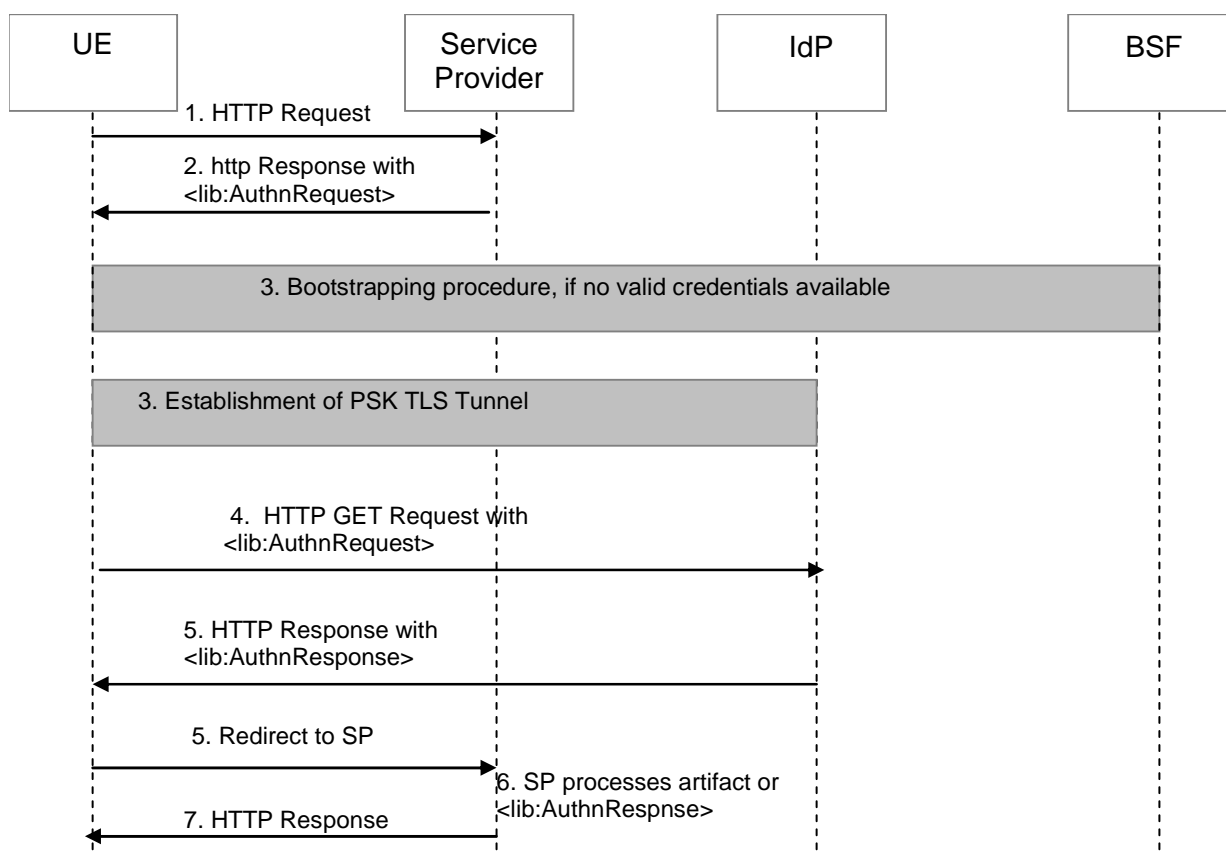 UE
Service
Provider
IdP
BSF
1. HTTP Request
2. http Response with
<lib:AuthnRequest>
3. Bootstrapping procedure, if no valid credentials available
3. Establishment of PSK TLS Tunnel
4. HTTP GET Request with
<lib:AuthnRequest>
5. HTTP Response with
<lib:AuthnResponse>
5. Redirect to SP
6. SP processes artifact or
<lib:AuthnRespnse>
7. HTTP Response